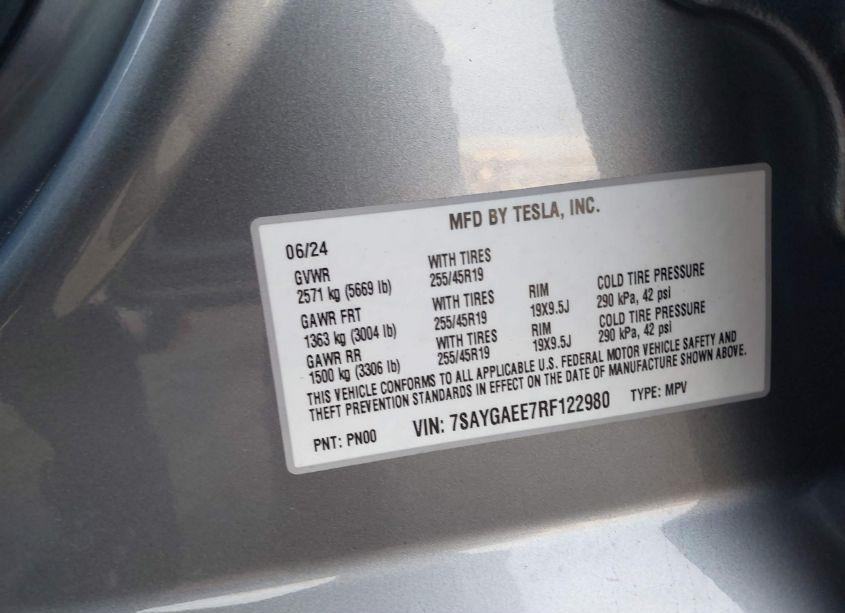 MFD BY TESLA, INC.
06/24
GVWR WITH TIRES
2571 kg (5669 lb) 255/45R19
GAWR FRT WITH TIRES RIM COLD TIRE PRESSURE
1363 kg (3004 lb) 255/45R19 19X9.5J 290 kPa, 42 psi
GAWR RR WITH TIRES RIM COLD TIRE PRESSURE
1500 kg (3306 lb) 255/45R19 19X9.5J 290 kPa, 42 psi
THIS VEHICLE CONFORMS TO ALL APPLICABLE U.S. FEDERAL MOTOR VEHICLE SAFETY AND
THEFT PREVENTION STANDARDS IN EFFECT ON THE DATE OF MANUFACTURE SHOWN ABOVE.
PNT: PN00 VIN: 7SAYGAEE7RF122980 TYPE: MPV